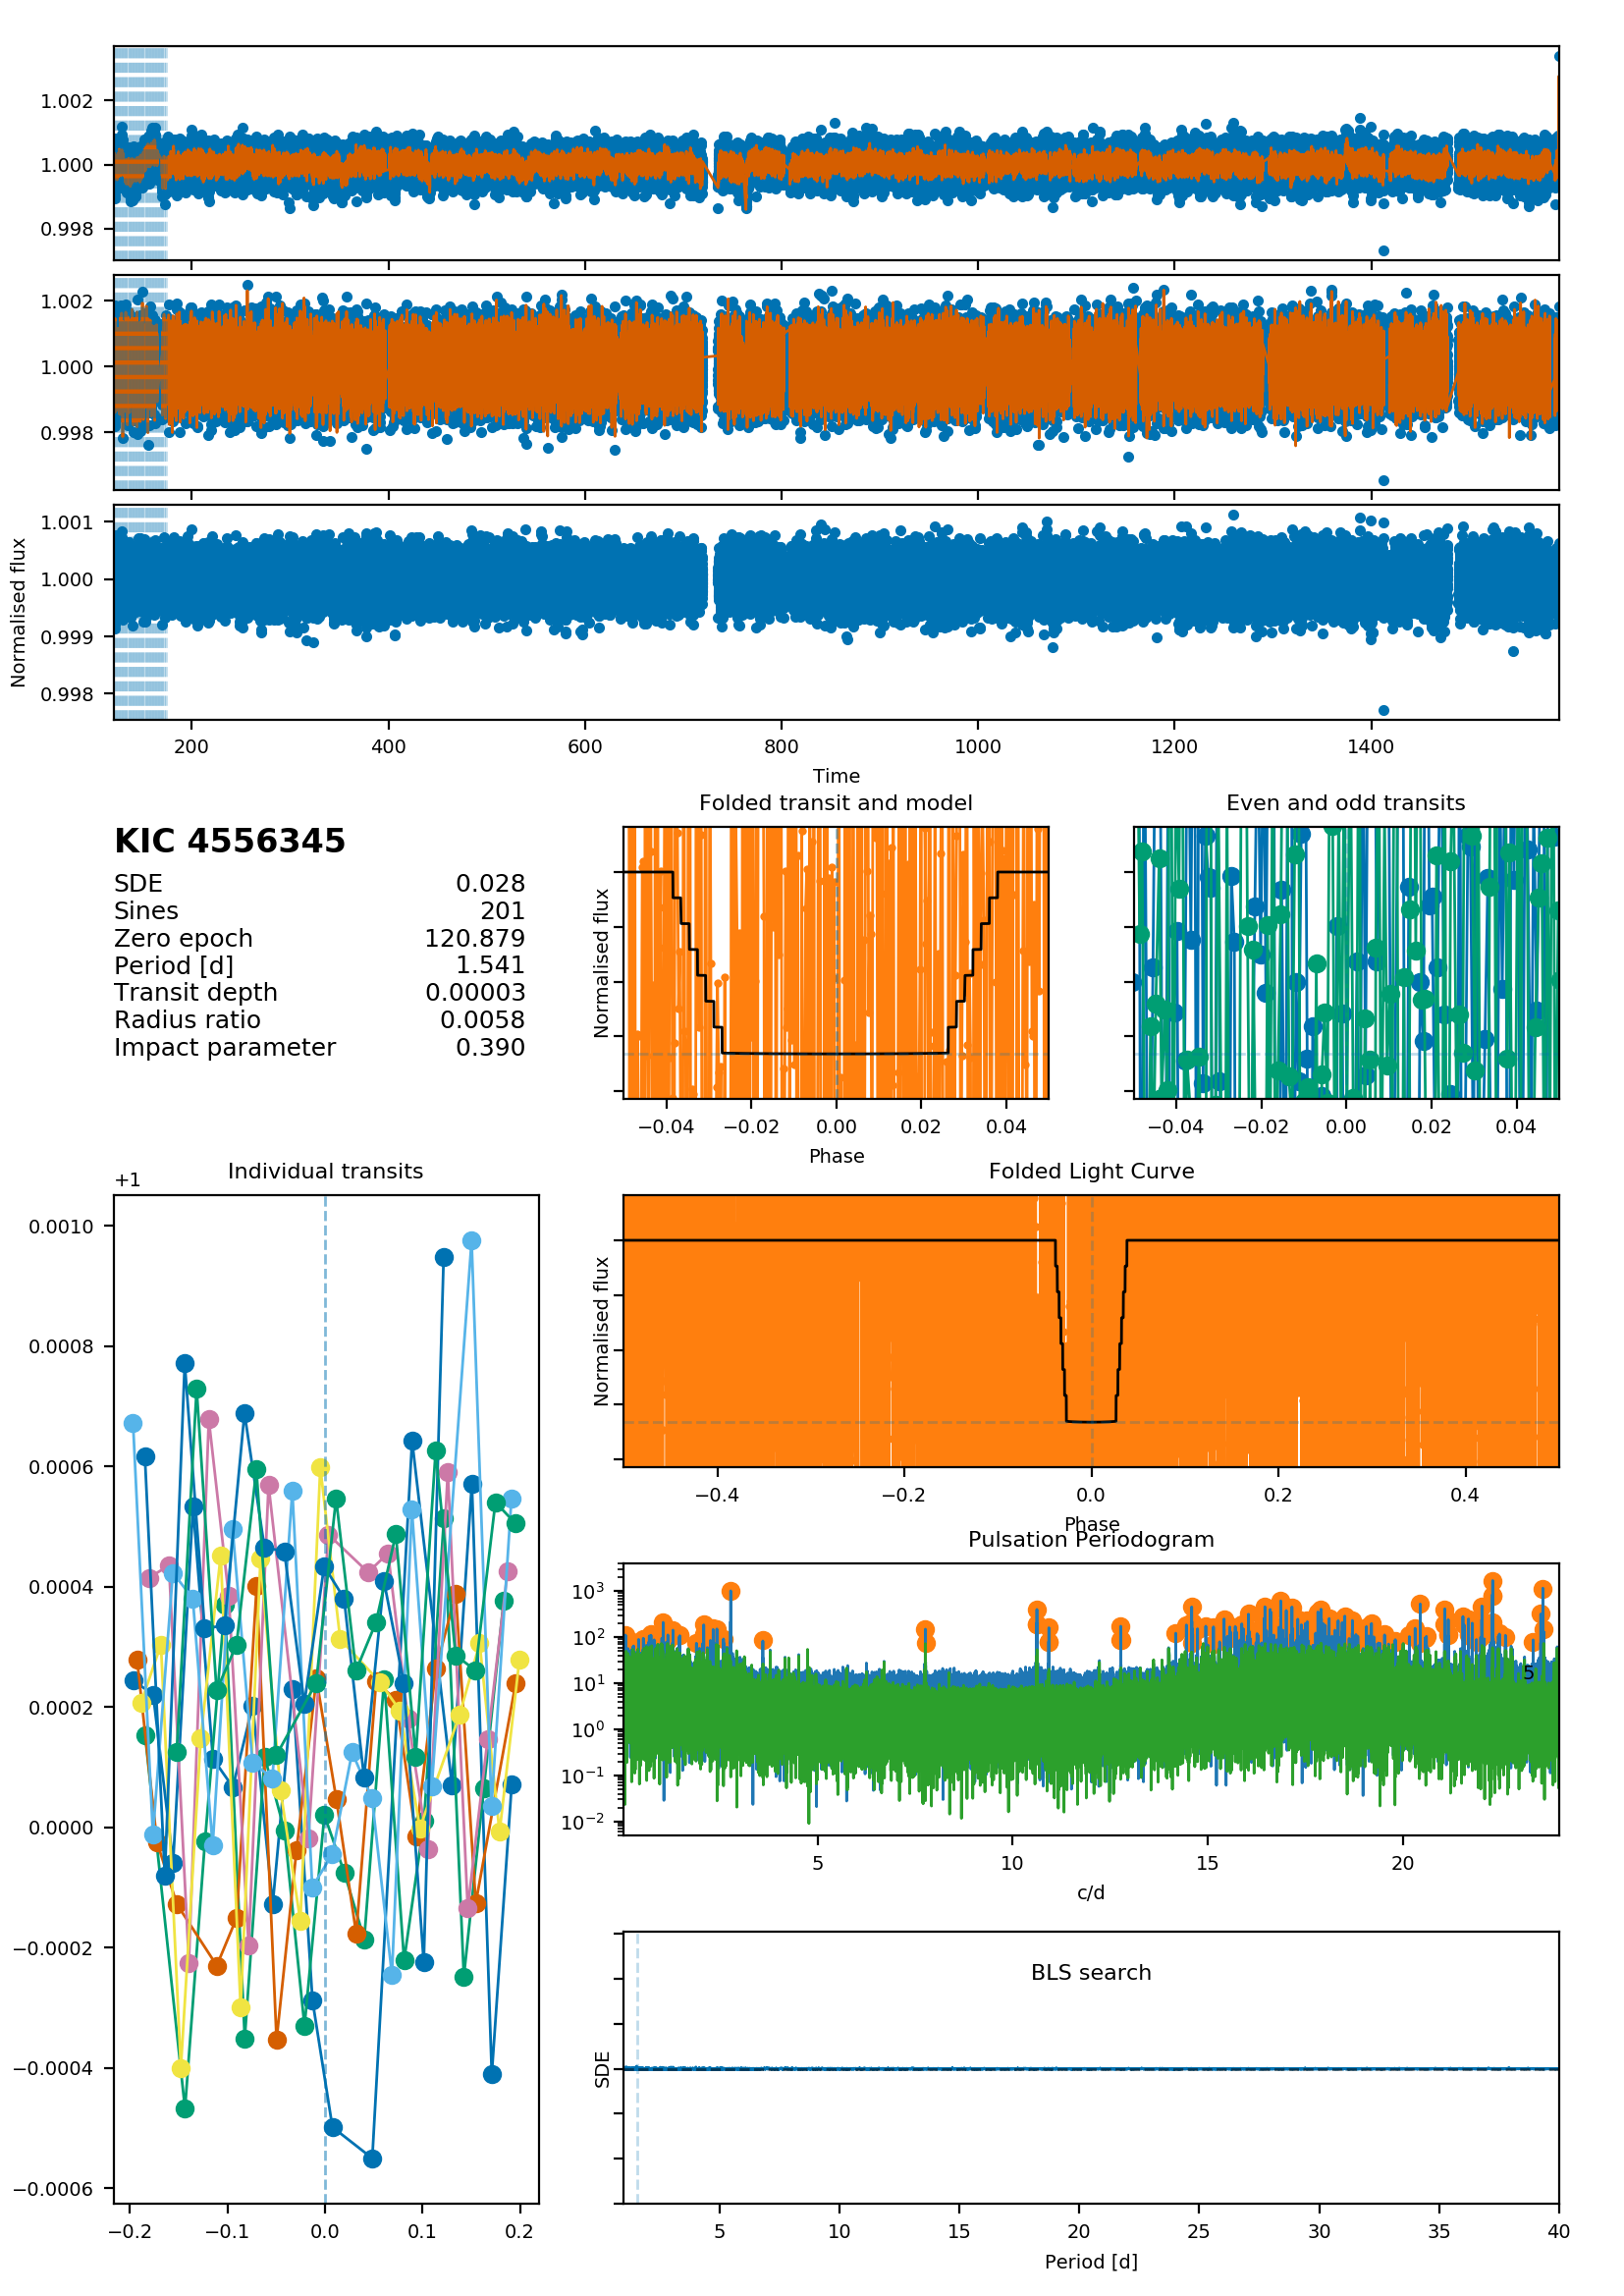 1.002
1.000
0.998
1.002
1.000
0.998
1.001
1.000
0.999
0.998
Normalised flux
200 400 600 800 1000 1200 1400
Time
KIC 4556345
SDE 0.028
Sines 201
Zero epoch 120.879
Period [d] 1.541
Transit depth 0.00003
Radius ratio 0.0058
Impact parameter 0.390
Folded transit and model
Normalised flux
−0.04 −0.02 0.00 0.02 0.04
Phase
Even and odd transits
−0.04 −0.02 0.00 0.02 0.04
Individual transits
+1
0.0010
0.0008
0.0006
0.0004
0.0002
0.0000
−0.0002
−0.0004
−0.0006
−0.2 −0.1 0.0 0.1 0.2
Folded Light Curve
Normalised flux
−0.4 −0.2 0.0 0.2 0.4
Phase
Pulsation Periodogram
10³
10²
10¹
10⁰
10⁻¹
10⁻²
5
5 10 15 20
c/d
BLS search
SDE
5 10 15 20 25 30 35 40
Period [d]